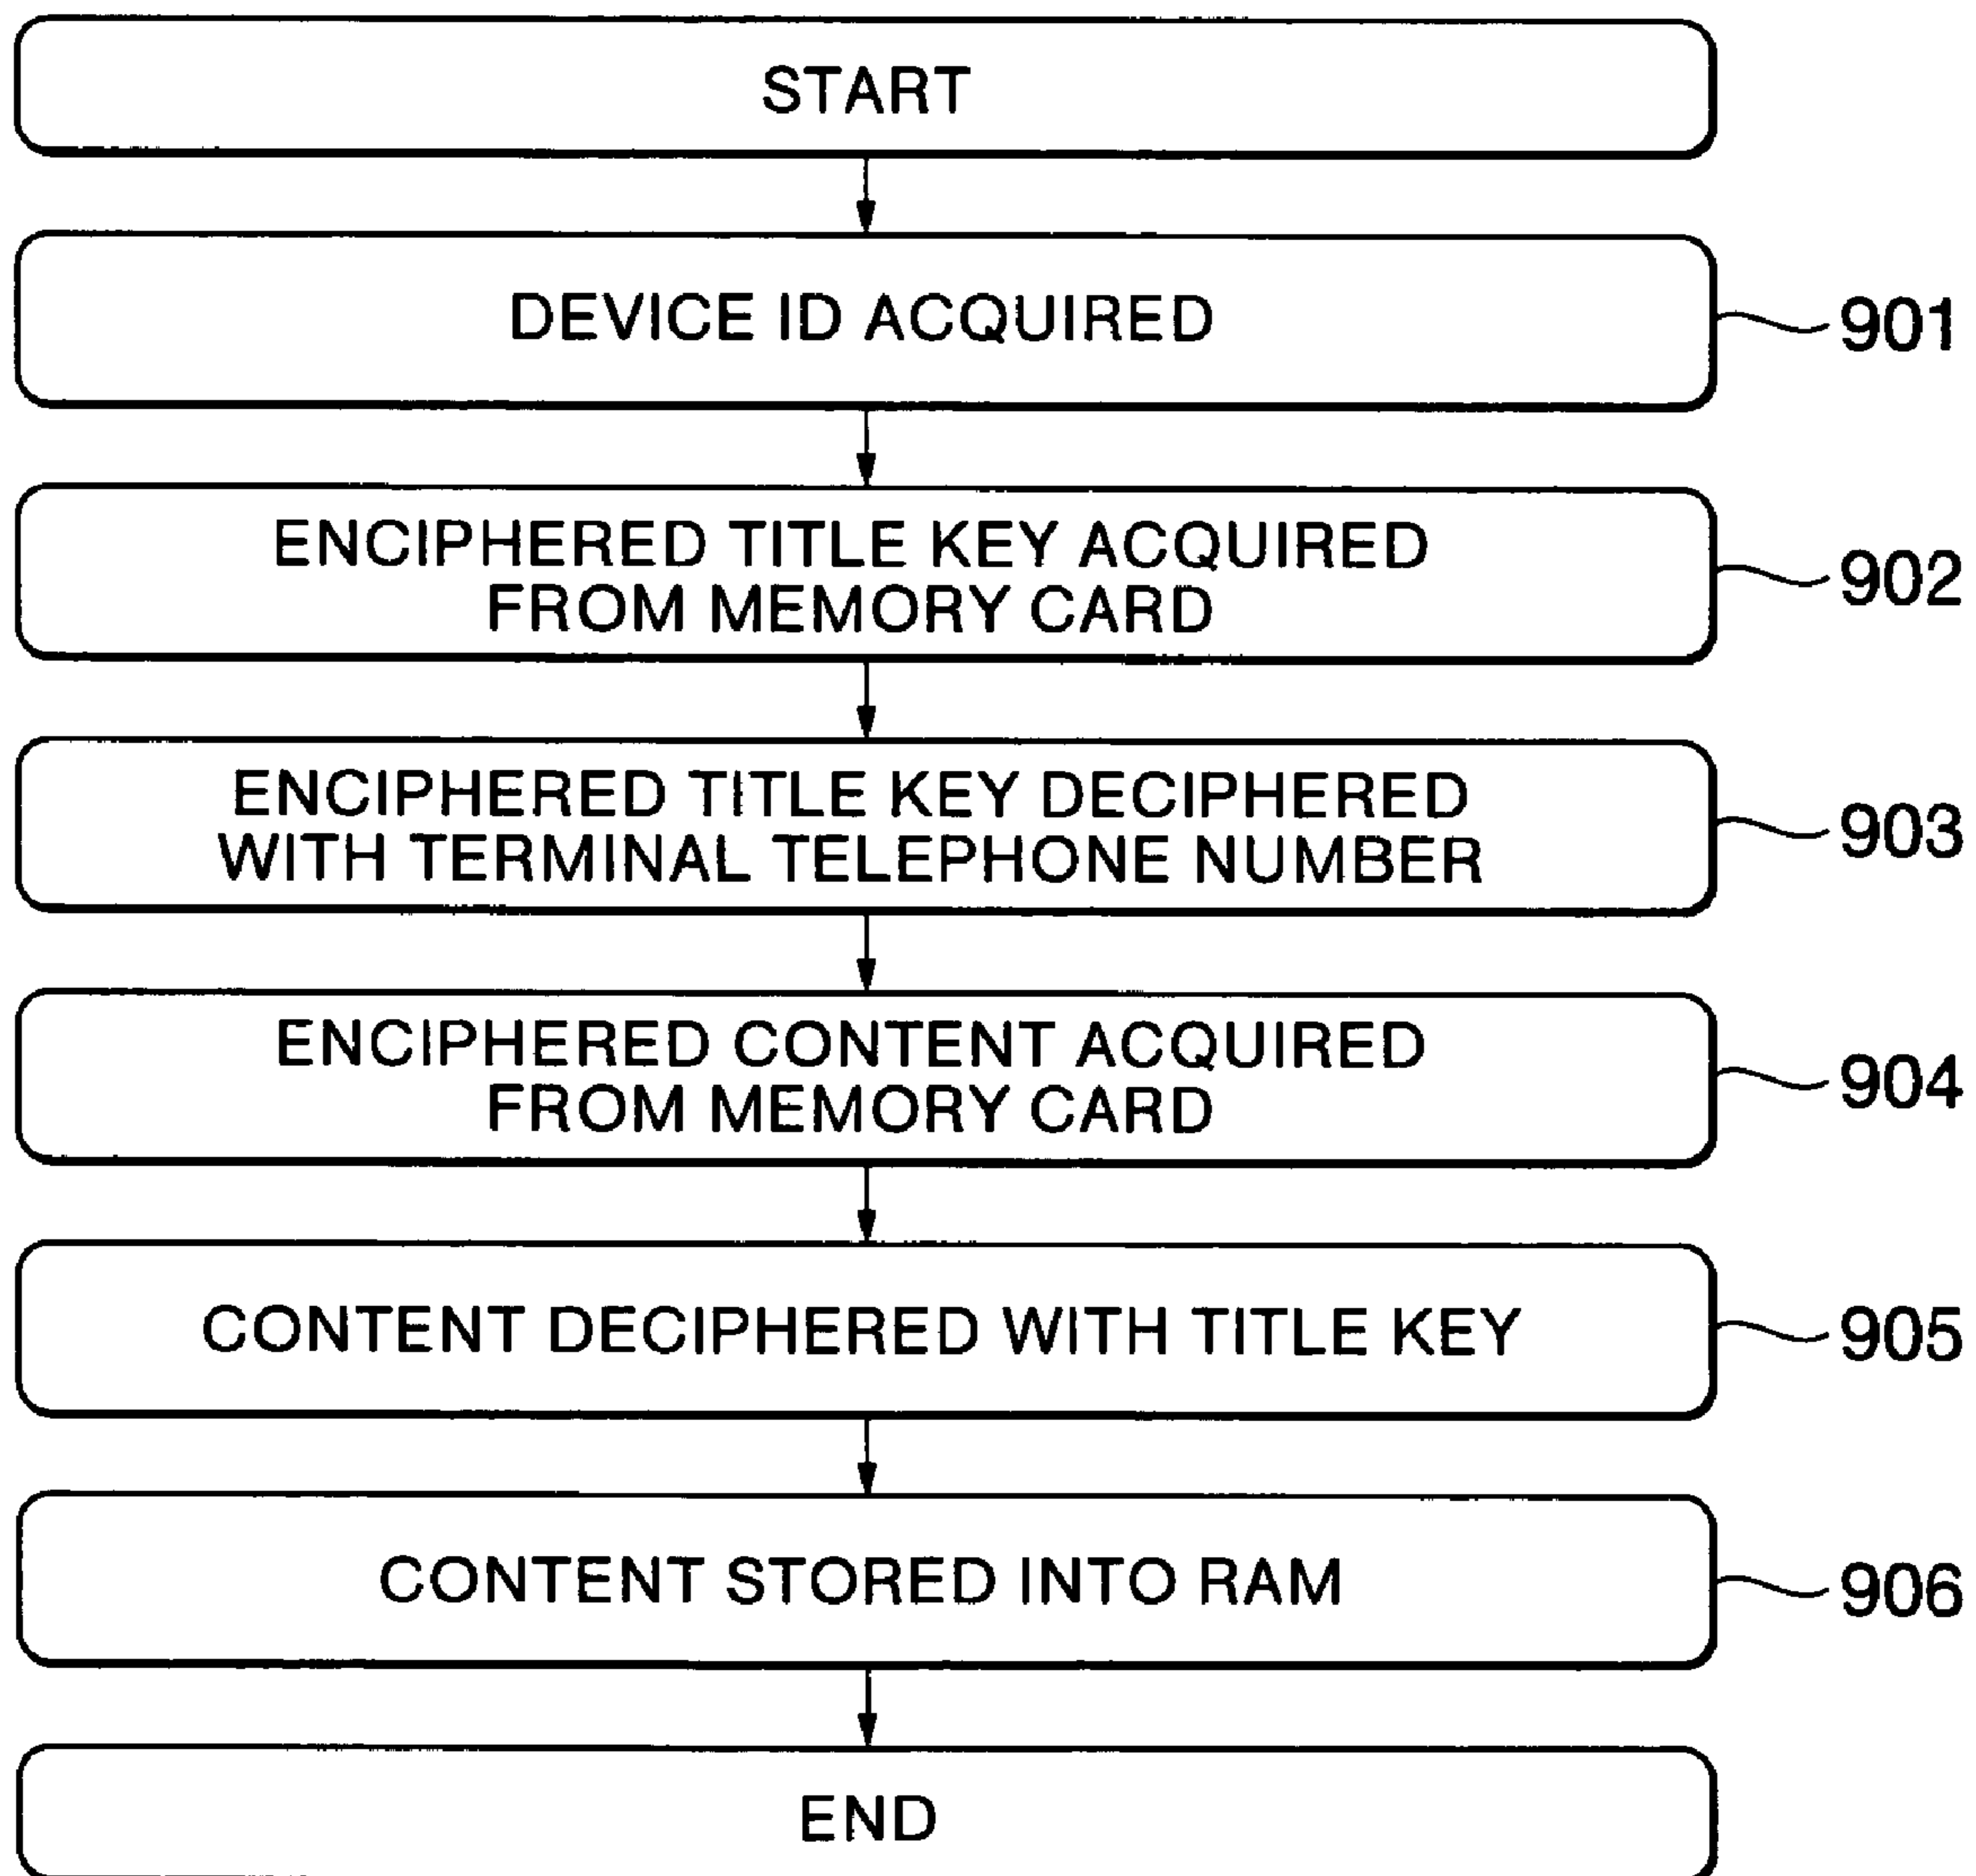 START
DEVICE ID ACQUIRED
901
ENCIPHERED TITLE KEY ACQUIRED
FROM MEMORY CARD
902
ENCIPHERED TITLE KEY DECIPHERED
WITH TERMINAL TELEPHONE NUMBER
903
ENCIPHERED CONTENT ACQUIRED
FROM MEMORY CARD
904
CONTENT DECIPHERED WITH TITLE KEY
905
CONTENT STORED INTO RAM
906
END